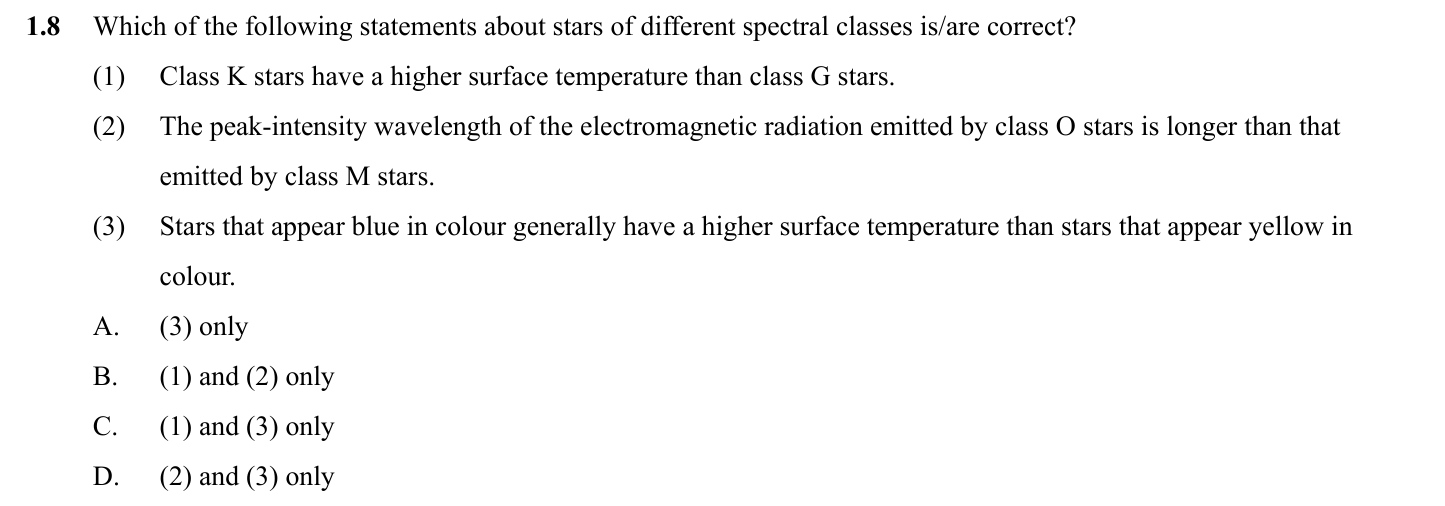 1.8 Which of the following statements about stars of different spectral classes is/are correct?
(1) Class K stars have a higher surface temperature than class G stars.
(2) The peak-intensity wavelength of the electromagnetic radiation emitted by class O stars is longer than that
emitted by class M stars.
(3) Stars that appear blue in colour generally have a higher surface temperature than stars that appear yellow in
colour.
A. (3) only
B. (1) and (2) only
C. (1) and (3) only
D. (2) and (3) only